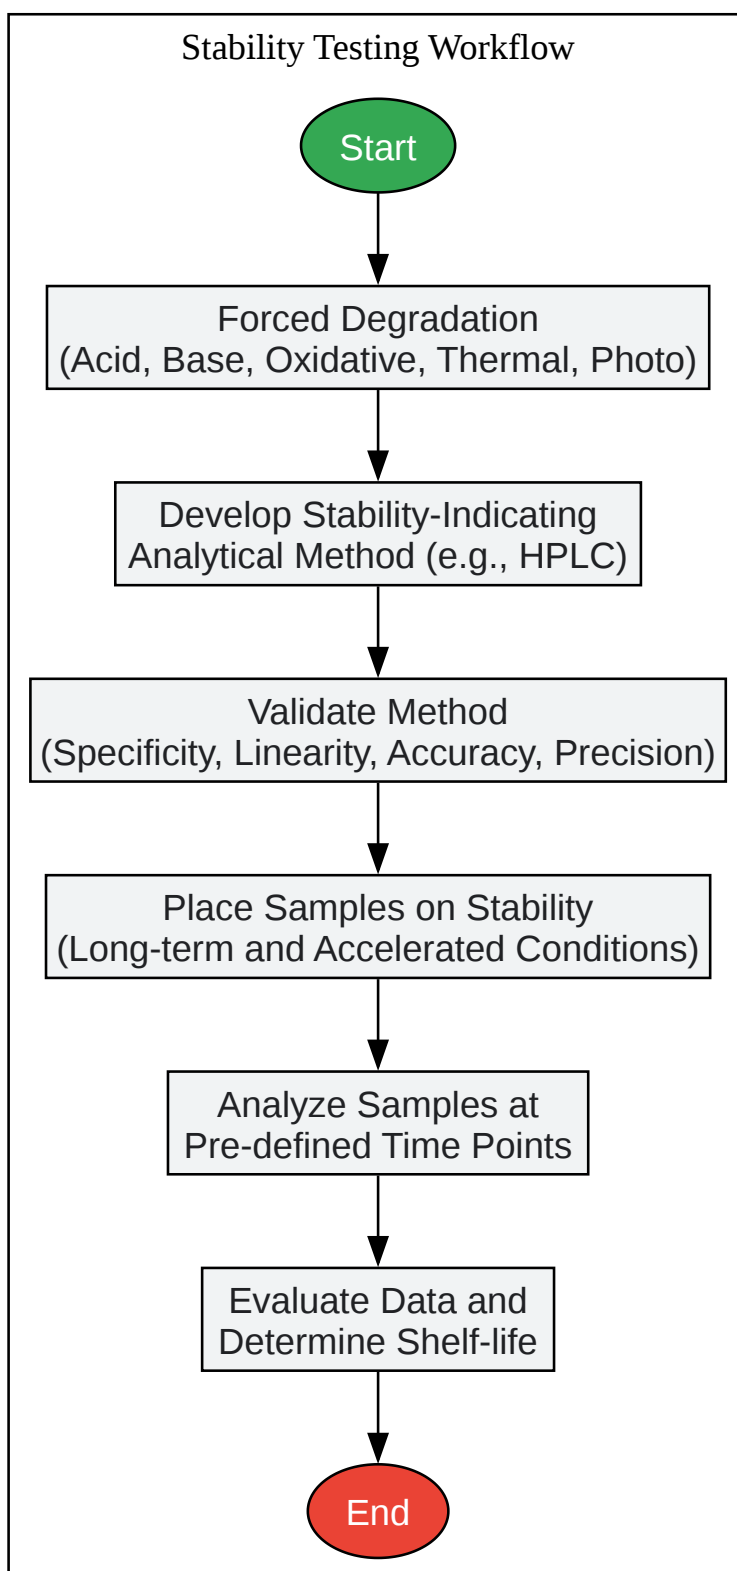 Stability Testing Workflow
Start
Forced Degradation
(Acid, Base, Oxidative, Thermal, Photo)
Develop Stability-Indicating
Analytical Method (e.g., HPLC)
Validate Method
(Specificity, Linearity, Accuracy, Precision)
Place Samples on Stability
(Long-term and Accelerated Conditions)
Analyze Samples at
Pre-defined Time Points
Evaluate Data and
Determine Shelf-life
End